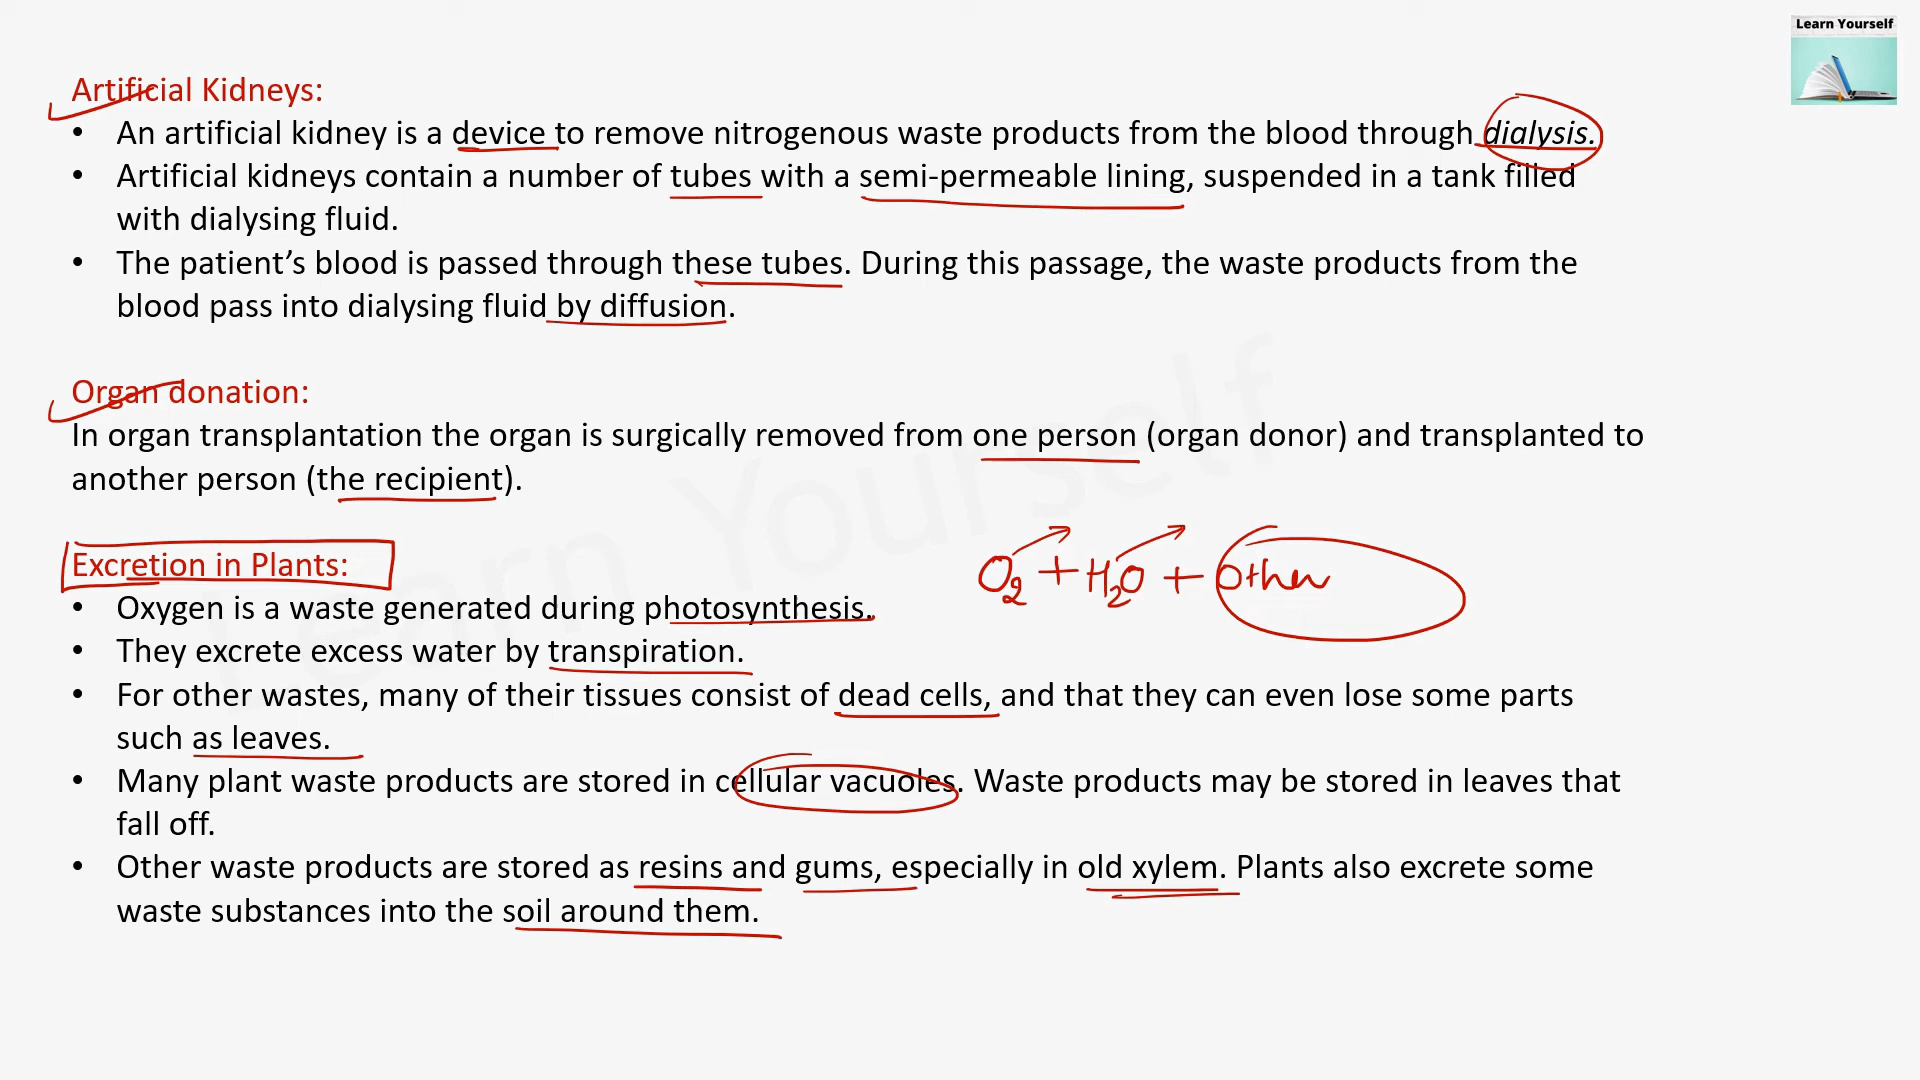 Learn Yourself
Artificial Kidneys:
• An artificial kidney is a device to remove nitrogenous waste products from the blood through dialysis.
• Artificial kidneys contain a number of tubes with a semi-permeable lining, suspended in a tank filled
with dialysing fluid.
• The patient’s blood is passed through these tubes. During this passage, the waste products from the
blood pass into dialysing fluid by diffusion.
Organ donation:
In organ transplantation the organ is surgically removed from one person (organ donor) and transplanted to
another person (the recipient).
Excretion in Plants:
O₂ + H₂O + Other
• Oxygen is a waste generated during photosynthesis.
• They excrete excess water by transpiration.
• For other wastes, many of their tissues consist of dead cells, and that they can even lose some parts
such as leaves.
• Many plant waste products are stored in cellular vacuoles. Waste products may be stored in leaves that
fall off.
• Other waste products are stored as resins and gums, especially in old xylem. Plants also excrete some
waste substances into the soil around them.
Learn Yourself